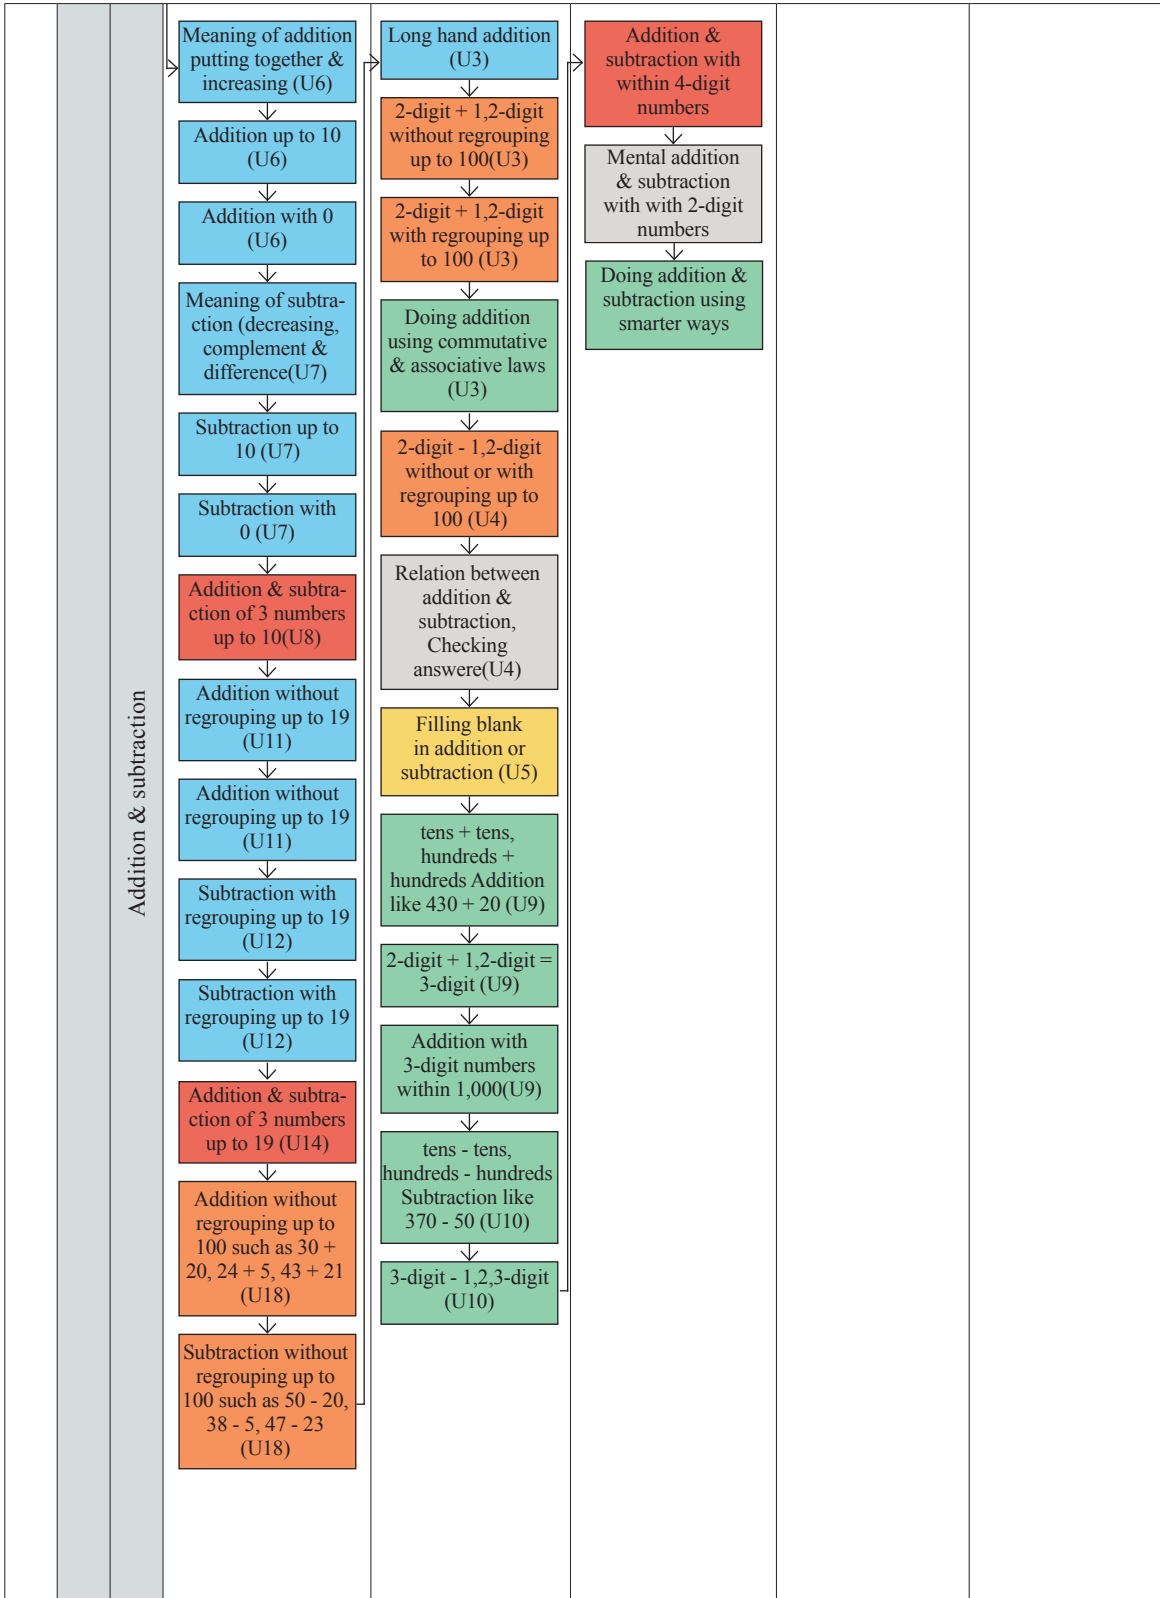 Addition & subtraction
Meaning of addition
putting together &
increasing (U6)
Addition up to 10
(U6)
Addition with 0
(U6)
Meaning of subtra-
ction (decreasing,
complement &
difference(U7)
Subtraction up to
10 (U7)
Subtraction with
0 (U7)
Addition & subtra-
ction of 3 numbers
up to 10(U8)
Addition without
regrouping up to 19
(U11)
Addition without
regrouping up to 19
(U11)
Subtraction with
regrouping up to 19
(U12)
Subtraction with
regrouping up to 19
(U12)
Addition & subtra-
ction of 3 numbers
up to 19 (U14)
Addition without
regrouping up to
100 such as 30 +
20, 24 + 5, 43 + 21
(U18)
Subtraction without
regrouping up to
100 such as 50 - 20,
38 - 5, 47 - 23
(U18)
Long hand addition
(U3)
2-digit + 1,2-digit
without regrouping
up to 100(U3)
2-digit + 1,2-digit
with regrouping up
to 100 (U3)
Doing addition
using commutative
& associative laws
(U3)
2-digit - 1,2-digit
without or with
regrouping up to
100 (U4)
Relation between
addition &
subtraction,
Checking
answere(U4)
Filling blank
in addition or
subtraction (U5)
tens + tens,
hundreds +
hundreds Addition
like 430 + 20 (U9)
2-digit + 1,2-digit =
3-digit (U9)
Addition with
3-digit numbers
within 1,000(U9)
tens - tens,
hundreds - hundreds
Subtraction like
370 - 50 (U10)
3-digit - 1,2,3-digit
(U10)
Addition &
subtraction with
within 4-digit
numbers
Mental addition
& subtraction
with with 2-digit
numbers
Doing addition &
subtraction using
smarter ways